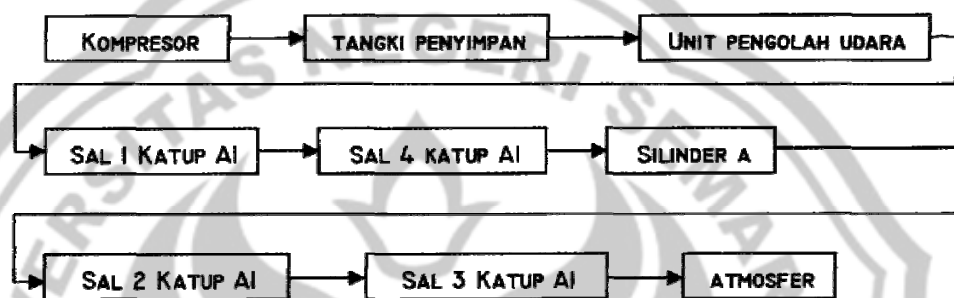 KOMPRESOR TANGKI PENYIMPAN UNIT PENGOLAH UDARA
SAL 1 KATUP A1 SAL 4 KATUP A1 SILINDER A
SAL 2 KATUP A1 SAL 3 KATUP A1 ATMOSFER